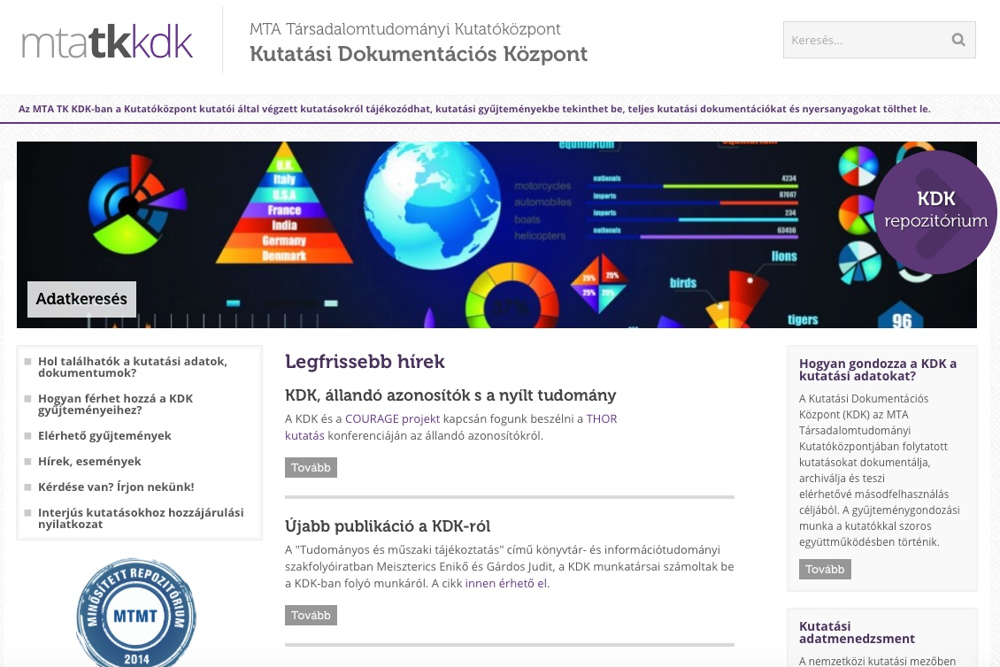 mtatkkdk
MTA Társadalomtudományi Kutatóközpont
Kutatási Dokumentációs Központ
Keresés...
Az MTA TK KDK-ban a Kutatóközpont kutatói által végzett kutatásokról tájékozódhat, kutatási gyűjteményekbe tekinthet be, teljes kutatási dokumentációkat és nyersanyagokat tölthet le.
U.K.
Italy
U.S.A
France
India
Germany
Denmark
equilibrium
motorcycles
automobiles
boats
helicopters
nationals 4234
imports 87687
imports 234
nationals 63456
lions
birds
tigers
25%
25%
25%
25%
37%
96
KDK
repozitórium
Adatkeresés
Hol találhatók a kutatási adatok,
dokumentumok?
Hogyan férhet hozzá a KDK
gyűjteményeihez?
Elérhető gyűjtemények
Hírek, események
Kérdése van? Írjon nekünk!
Interjús kutatásokhoz hozzájárulási
nyilatkozat
MINŐSÍTETT REPOZITÓRIUM
MTMT
2014
Legfrissebb hírek
KDK, állandó azonosítók s a nyílt tudomány
A KDK és a COURAGE projekt kapcsán fogunk beszélni a THOR
kutatás konferenciáján az állandó azonosítókról.
Tovább
Újabb publikáció a KDK-ról
A "Tudományos és műszaki tájékoztatás" című könyvtár- és információtudományi
szakfolyóiratban Meiszterics Enikő és Gárdos Judit, a KDK munkatársai számoltak be
a KDK-ban folyó munkáról. A cikk innen érhető el.
Tovább
Hogyan gondozza a KDK a
kutatási adatokat?
A Kutatási Dokumentációs
Központ (KDK) az MTA
Társadalomtudományi
Kutatóközpontjában folytatott
kutatásokat dokumentálja,
archiválja és teszi
elérhetővé másodfelhasználás
céljából. A gyűjteménygondozási
munka a kutatókkal szoros
együttműködésben történik.
Tovább
Kutatási
adatmenedzsment
A nemzetközi kutatási mezőben